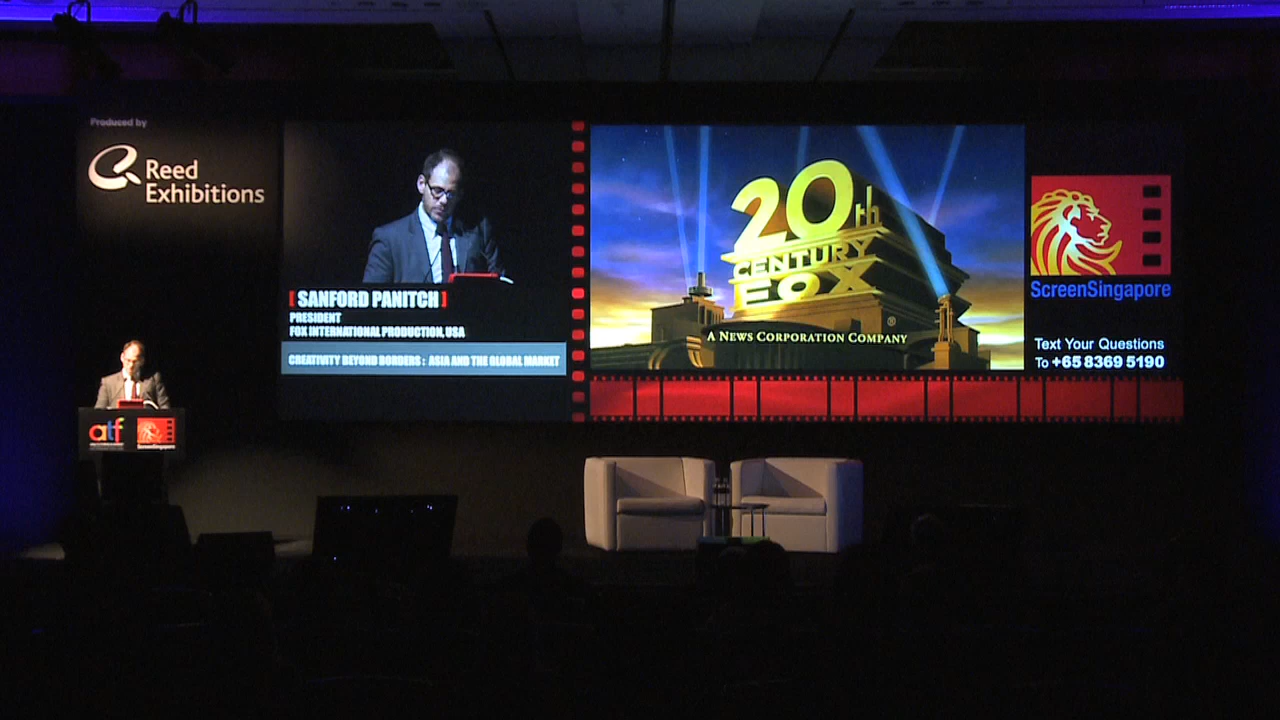 Produced by
Reed
Exhibitions
[ SANFORD PANITCH ]
PRESIDENT
FOX INTERNATIONAL PRODUCTION, USA
CREATIVITY BEYOND BORDERS : ASIA AND THE GLOBAL MARKET
20th
CENTURY
FOX
®
A NEWS CORPORATION COMPANY
ScreenSingapore
Text Your Questions
To +65 8369 5190
atf
ScreenSingapore